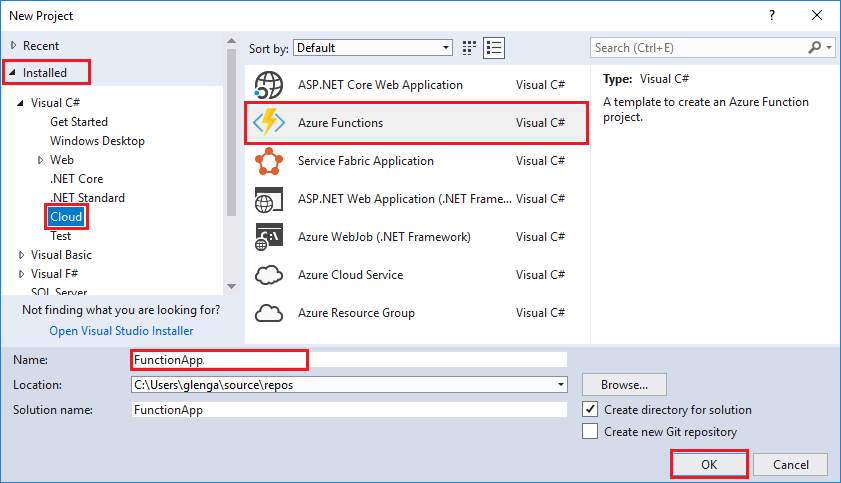 New Project
?
Recent
Installed
Visual C#
Get Started
Windows Desktop
Web
.NET Core
.NET Standard
Cloud
Test
Visual Basic
Visual F#
SQL Server
Not finding what you are looking for?
Open Visual Studio Installer
Sort by: Default
ASP.NET Core Web Application Visual C#
Azure Functions Visual C#
Service Fabric Application Visual C#
ASP.NET Web Application (.NET Frame... Visual C#
Azure WebJob (.NET Framework) Visual C#
Azure Cloud Service Visual C#
Azure Resource Group Visual C#
Search (Ctrl+E)
Type: Visual C#
A template to create an Azure Function
project.
Name: FunctionApp
Location: C:\Users\glenga\source\repos Browse...
Solution name: FunctionApp
Create directory for solution
Create new Git repository
OK Cancel